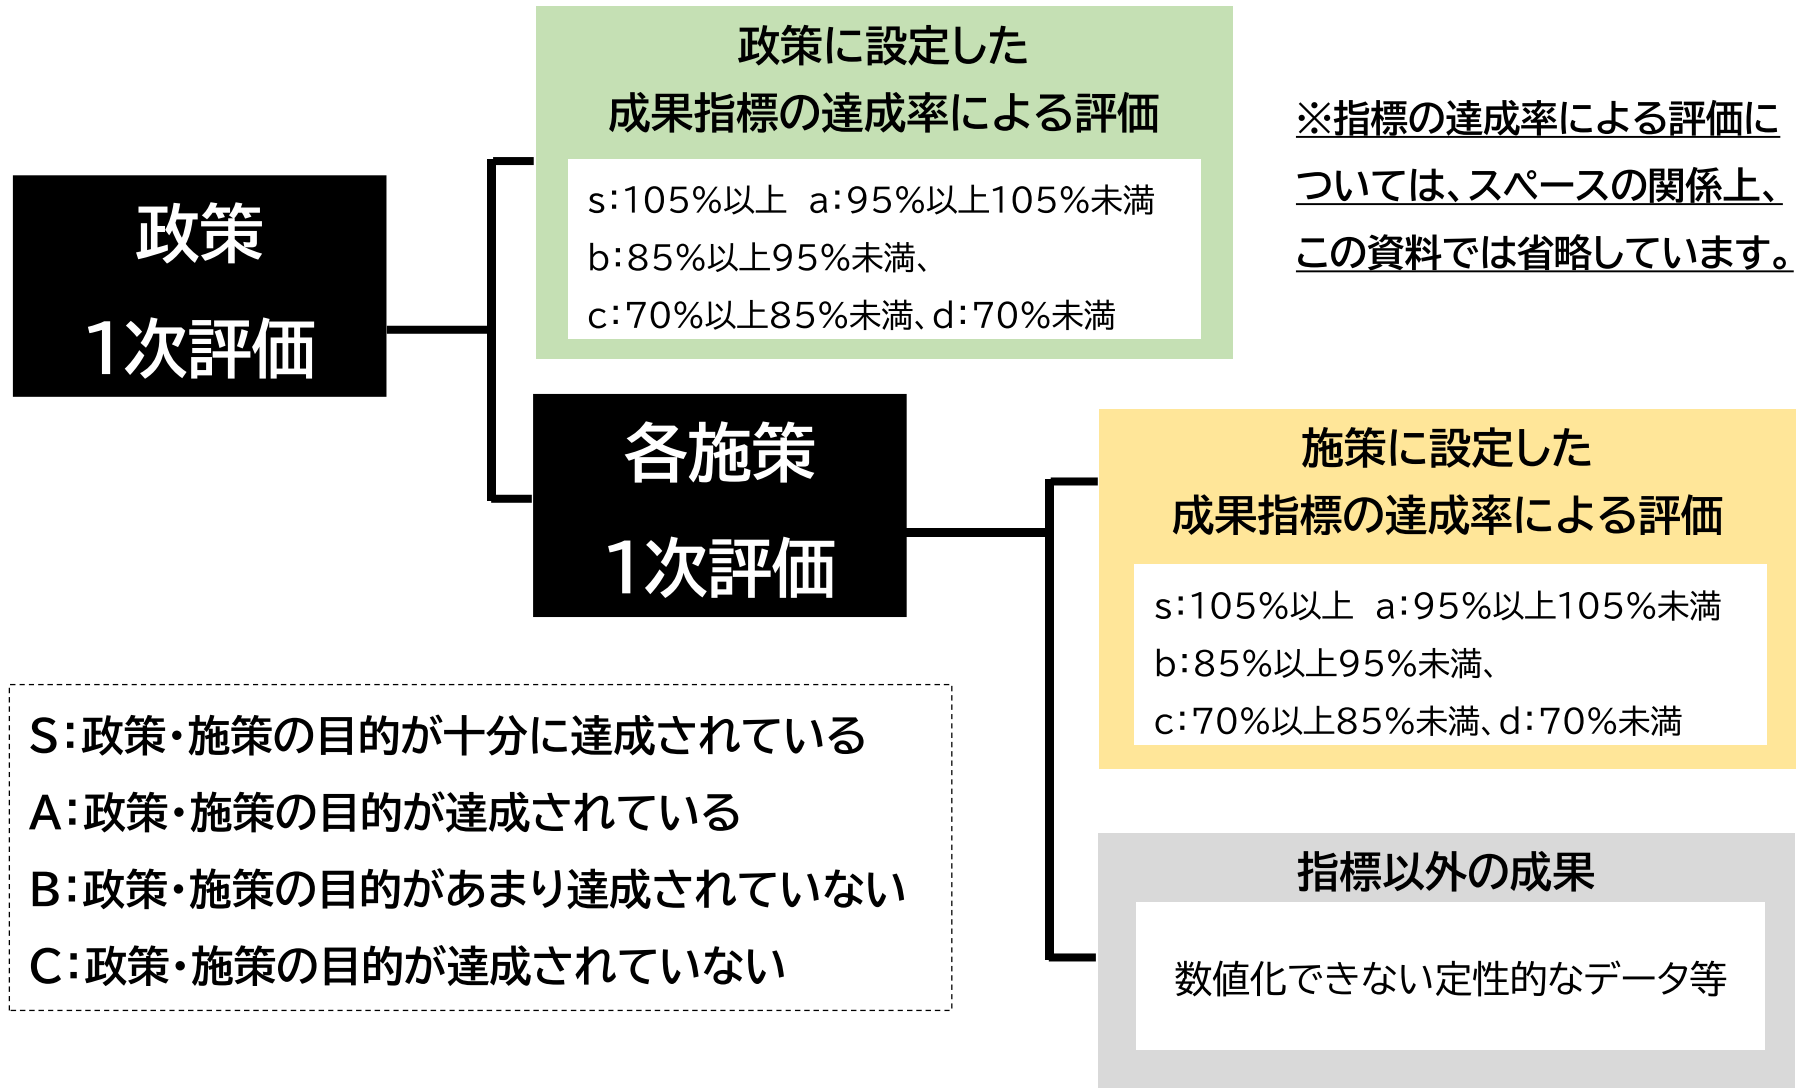 政策に設定した
成果指標の達成率による評価
s：105%以上　a：95%以上105%未満
b：85%以上95%未満、
c：70%以上85%未満、d：70%未満
※指標の達成率による評価に
ついては、スペースの関係上、
この資料では省略しています。
政策
1次評価
各施策
1次評価
施策に設定した
成果指標の達成率による評価
s：105%以上　a：95%以上105%未満
b：85%以上95%未満、
c：70%以上85%未満、d：70%未満
S：政策・施策の目的が十分に達成されている
A：政策・施策の目的が達成されている
B：政策・施策の目的があまり達成されていない
C：政策・施策の目的が達成されていない
指標以外の成果
数値化できない定性的なデータ等